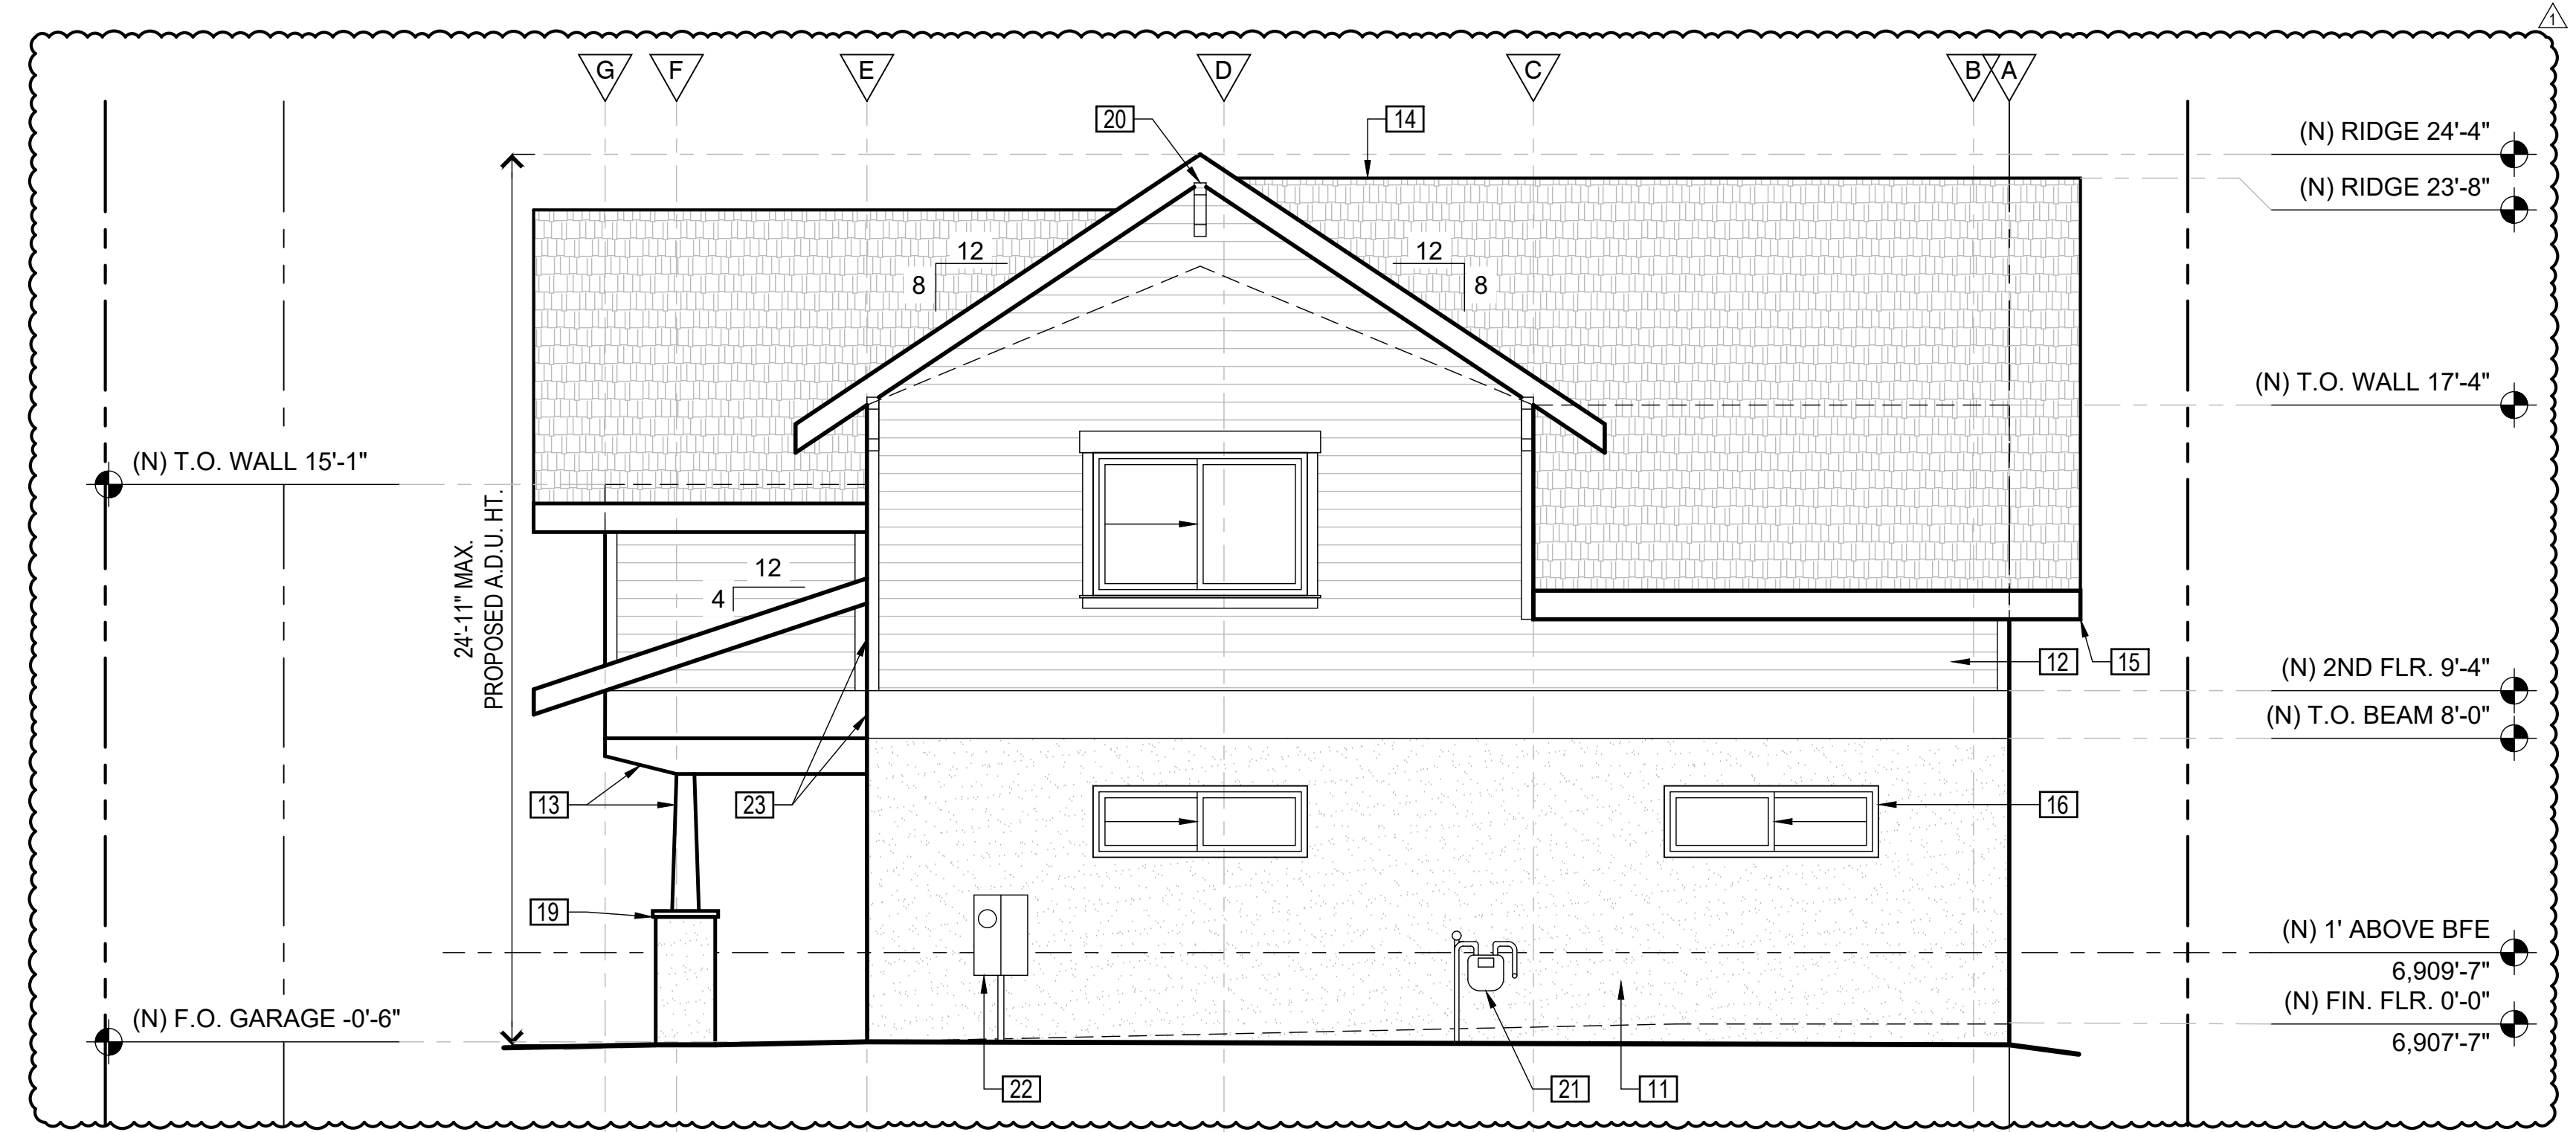 1
G F E D C B A
20
14
(N) RIDGE 24'-4"
(N) RIDGE 23'-8"
12
8
12
8
(N) T.O. WALL 17'-4"
(N) T.O. WALL 15'-1"
24'-11" MAX.
PROPOSED A.D.U. HT.
12
4
12
15
(N) 2ND FLR. 9'-4"
(N) T.O. BEAM 8'-0"
13
23
16
19
(N) 1' ABOVE BFE
6,909'-7"
(N) F.O. GARAGE -0'-6"
(N) FIN. FLR. 0'-0"
6,907'-7"
22
21
11